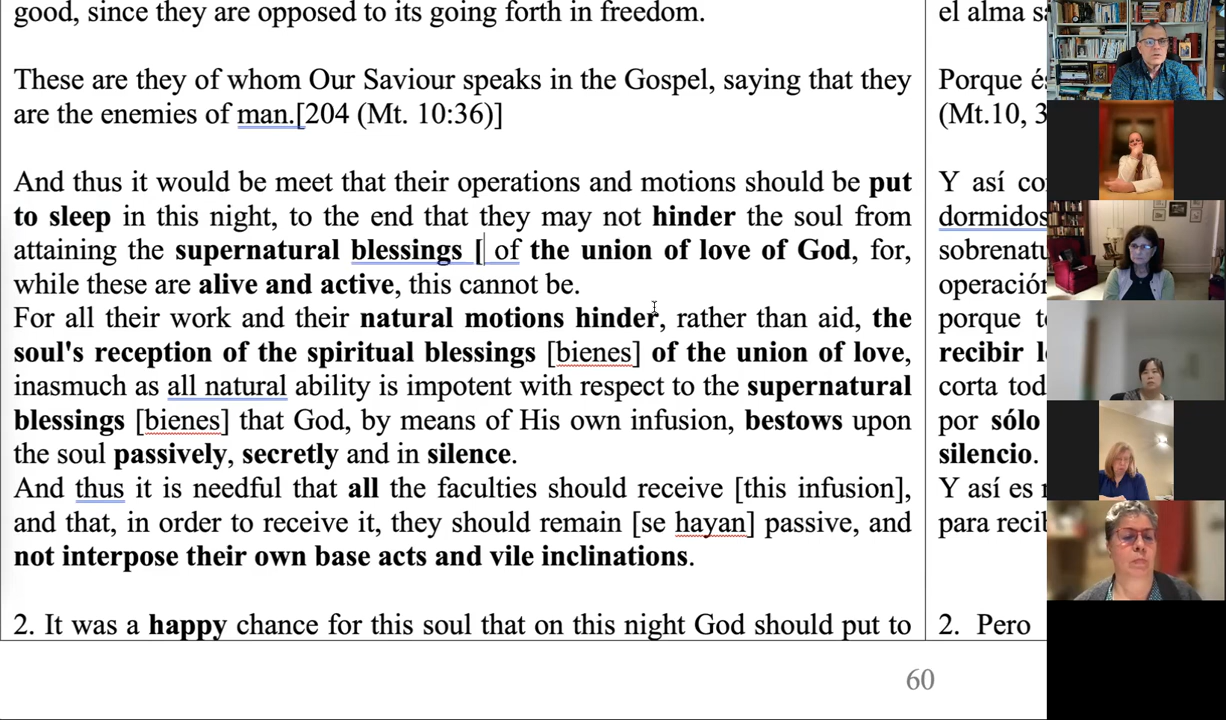 good, since they are opposed to its going forth in freedom.
These are they of whom Our Saviour speaks in the Gospel, saying that they
are the enemies of man.[204 (Mt. 10:36)]
And thus it would be meet that their operations and motions should be put
to sleep in this night, to the end that they may not hinder the soul from
attaining the supernatural blessings [ of the union of love of God, for,
while these are alive and active, this cannot be.
For all their work and their natural motions hinder, rather than aid, the
soul's reception of the spiritual blessings [bienes] of the union of love,
inasmuch as all natural ability is impotent with respect to the supernatural
blessings [bienes] that God, by means of His own infusion, bestows upon
the soul passively, secretly and in silence.
And thus it is needful that all the faculties should receive [this infusion],
and that, in order to receive it, they should remain [se hayan] passive, and
not interpose their own base acts and vile inclinations.
2. It was a happy chance for this soul that on this night God should put to
el alma
Porque
(Mt.10, 3
Y así
dormidos
sobrenatu
operación
porque
recibir
corta tod
por sólo
silencio.
Y así es
para
2. Pero
60